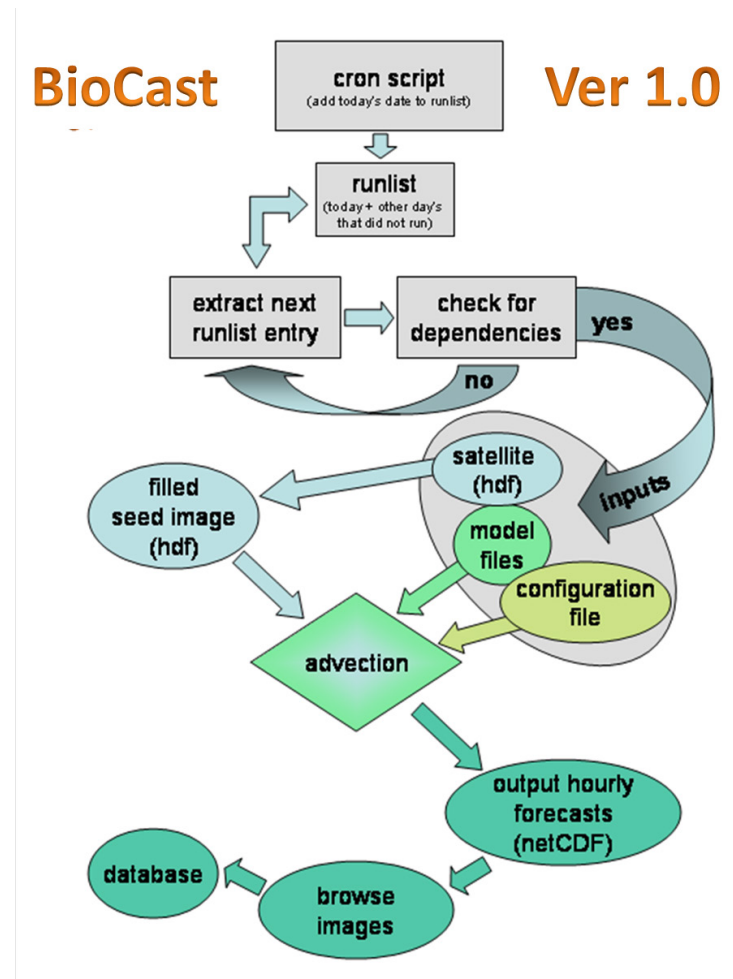 BioCast
Ver 1.0
cron script
(add today's date to runlist)
runlist
(today + other day's
that did not run)
extract next
runlist entry
check for
dependencies
yes
no
inputs
satellite
(hdf)
filled
seed image
(hdf)
model
files
configuration
file
advection
output hourly
forecasts
(netCDF)
database
browse
images